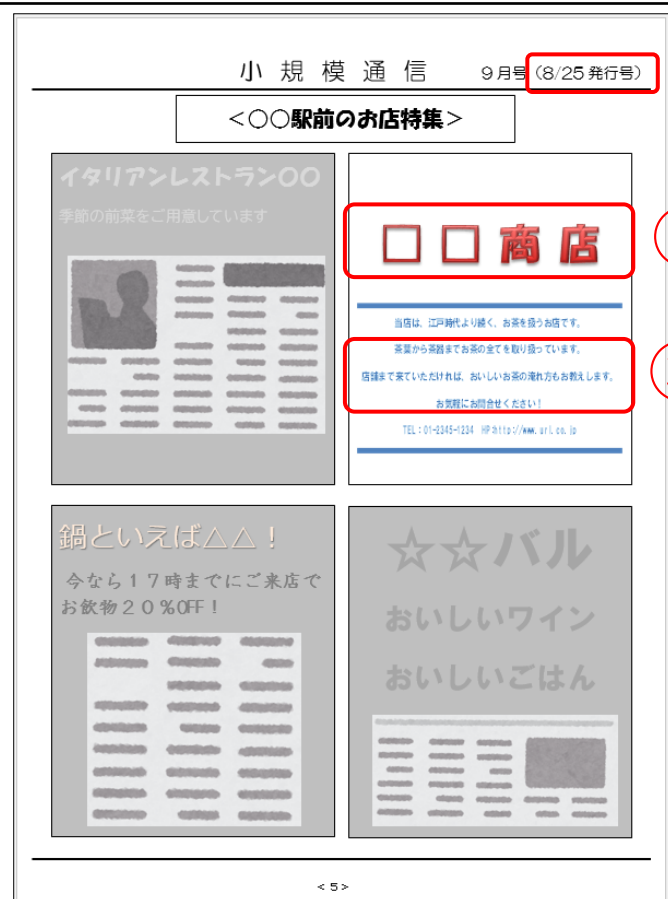 小規模通信 9月号(8/25発行号)
<○○駅前のお店特集>
イタリアンレストラン○○
季節の前菜をご用意しています
□□商店
当店は、江戸時代より続く、お茶を扱うお店です。
茶葉から茶器までお茶の全てを取り扱っています。
店舗まで来ていただければ、おいしいお茶の淹れ方もお教えします。
お気軽にお問合せください！
TEL：01-2345-1234 HP:http://www.url.co.jp
鍋といえば△△！
今なら１７時までにご来店で
お飲物２０％OFF！
☆☆バル
おいしいワイン
おいしいごはん
<5>